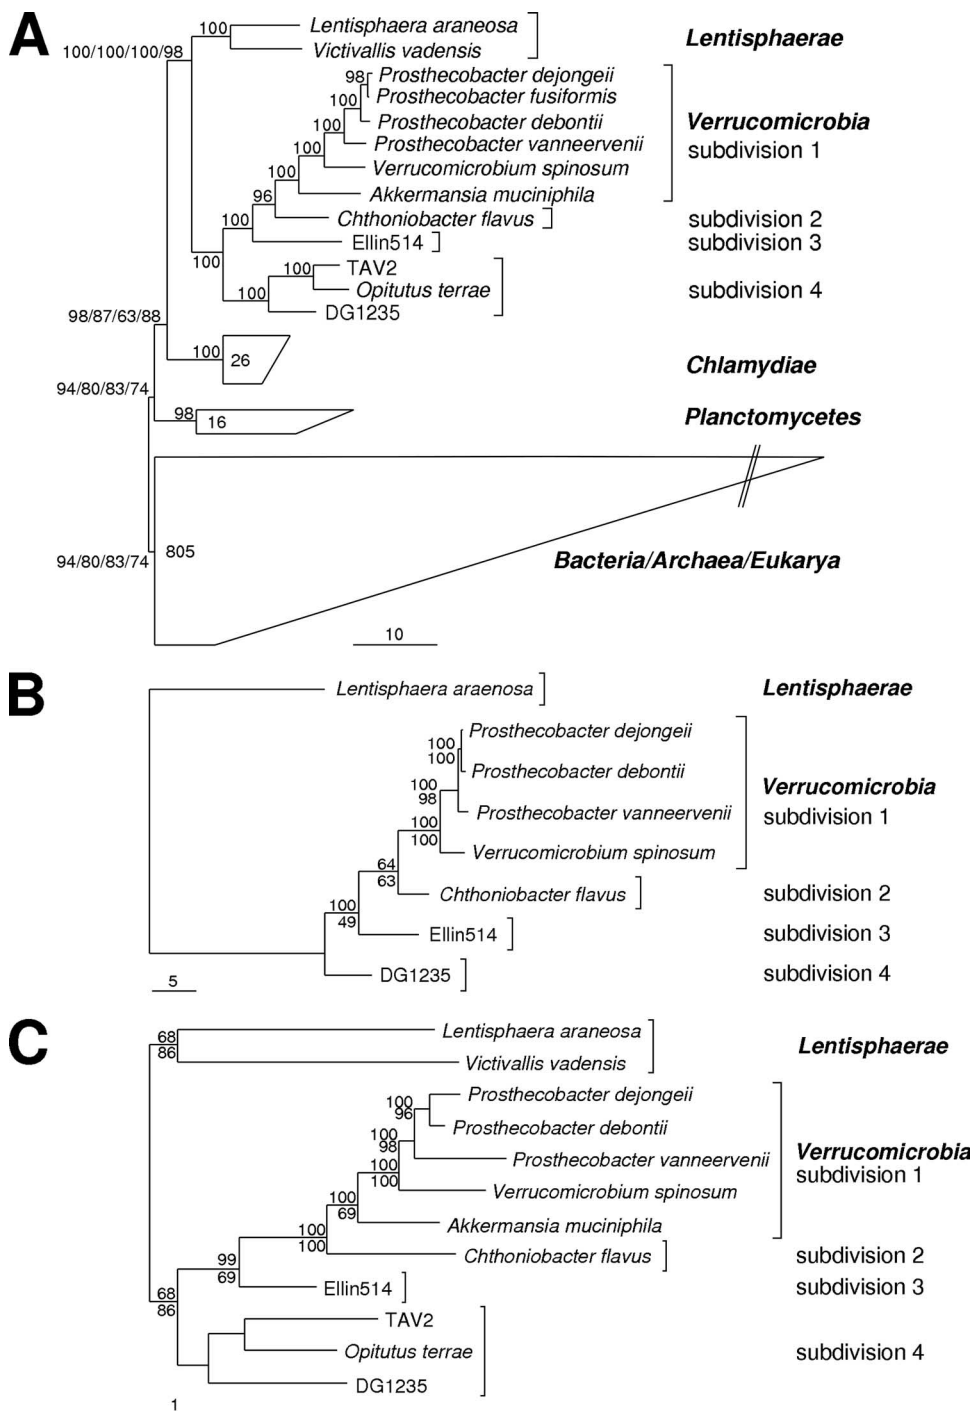 A
100
Lentisphaera araneosa
Victivallis vadensis
Lentisphaerae
100/100/100/98
98
Prosthecobacter dejongeii
Prosthecobacter fusiformis
100
Prosthecobacter debontii
Verrucomicrobia
100
Prosthecobacter vanneervenii
subdivision 1
100
Verrucomicrobium spinosum
100
Akkermansia muciniphila
96
Chthoniobacter flavus
subdivision 2
100
Ellin514
subdivision 3
100
100
TAV2
100
Opitutus terrae
subdivision 4
DG1235
98/87/63/88
100
26
Chlamydiae
94/80/83/74
98
16
Planctomycetes
94/80/83/74
805
Bacteria/Archaea/Eukarya
10
B
Lentisphaera araenosa
Lentisphaerae
Prosthecobacter dejongeii
100
100
Prosthecobacter debontii
Verrucomicrobia
100
98
Prosthecobacter vanneervenii
subdivision 1
100
100
Verrucomicrobium spinosum
64
63
Chthoniobacter flavus
subdivision 2
100
49
Ellin514
subdivision 3
DG1235
subdivision 4
5
C
68
86
Lentisphaera araneosa
Lentisphaerae
Victivallis vadensis
Prosthecobacter dejongeii
100
96
Prosthecobacter debontii
100
98
Prosthecobacter vanneervenii
Verrucomicrobia
subdivision 1
100
100
Verrucomicrobium spinosum
100
69
Akkermansia muciniphila
100
100
Chthoniobacter flavus
subdivision 2
99
69
Ellin514
subdivision 3
68
86
TAV2
Opitutus terrae
subdivision 4
DG1235
1